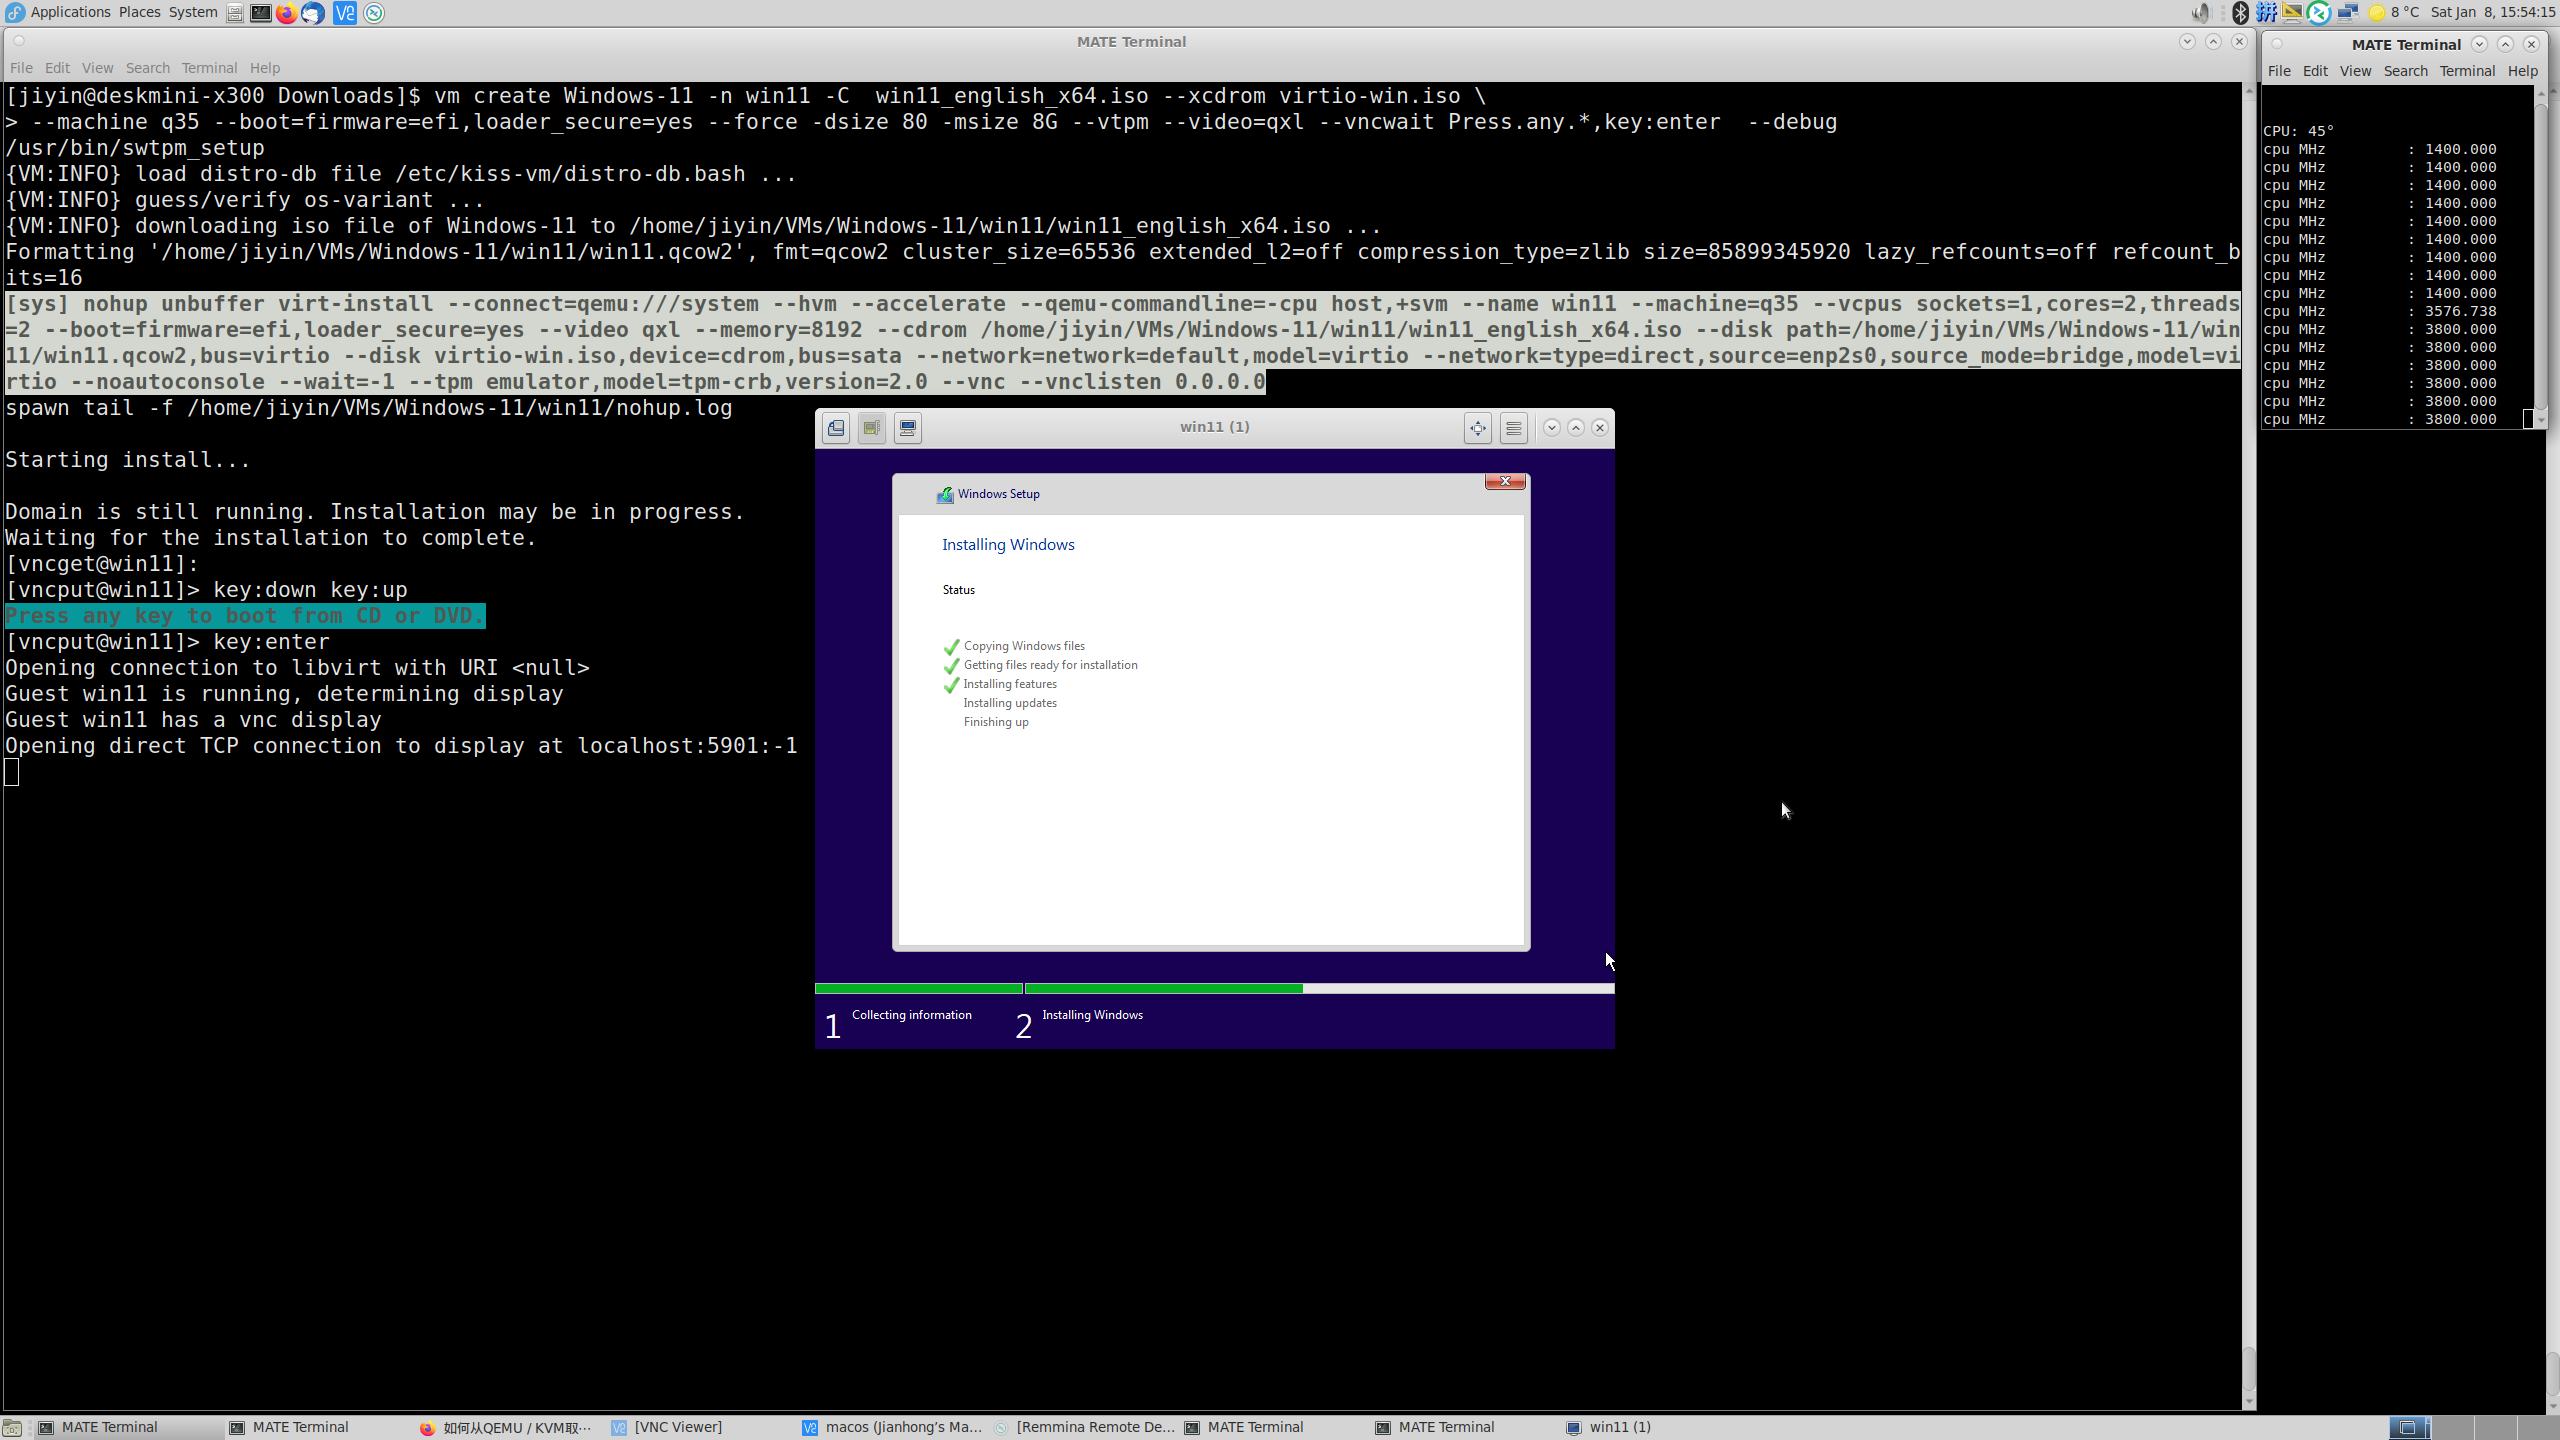 Applications Places System
8 °C Sat Jan 8, 15:54:15
MATE Terminal
File Edit View Search Terminal Help
[jiyin@deskmini-x300 Downloads]$ vm create Windows-11 -n win11 -C  win11_english_x64.iso --xcdrom virtio-win.iso \
> --machine q35 --boot=firmware=efi,loader_secure=yes --force -dsize 80 -msize 8G --vtpm --video=qxl --vncwait Press.any.*,key:enter  --debug
/usr/bin/swtpm_setup
{VM:INFO} load distro-db file /etc/kiss-vm/distro-db.bash ...
{VM:INFO} guess/verify os-variant ...
{VM:INFO} downloading iso file of Windows-11 to /home/jiyin/VMs/Windows-11/win11/win11_english_x64.iso ...
Formatting '/home/jiyin/VMs/Windows-11/win11/win11.qcow2', fmt=qcow2 cluster_size=65536 extended_l2=off compression_type=zlib size=85899345920 lazy_refcounts=off refcount_b
its=16
[sys] nohup unbuffer virt-install --connect=qemu:///system --hvm --accelerate --qemu-commandline=-cpu host,+svm --name win11 --machine=q35 --vcpus sockets=1,cores=2,threads
=2 --boot=firmware=efi,loader_secure=yes --video qxl --memory=8192 --cdrom /home/jiyin/VMs/Windows-11/win11/win11_english_x64.iso --disk path=/home/jiyin/VMs/Windows-11/win
11/win11.qcow2,bus=virtio --disk virtio-win.iso,device=cdrom,bus=sata --network=network=default,model=virtio --network=type=direct,source=enp2s0,source_mode=bridge,model=vi
rtio --noautoconsole --wait=-1 --tpm emulator,model=tpm-crb,version=2.0 --vnc --vnclisten 0.0.0.0
spawn tail -f /home/jiyin/VMs/Windows-11/win11/nohup.log
Starting install...
Domain is still running. Installation may be in progress.
Waiting for the installation to complete.
[vncget@win11]:
[vncput@win11]> key:down key:up
Press any key to boot from CD or DVD.
[vncput@win11]> key:enter
Opening connection to libvirt with URI <null>
Guest win11 is running, determining display
Guest win11 has a vnc display
Opening direct TCP connection to display at localhost:5901:-1
win11 (1)
Windows Setup
Installing Windows
Status
Copying Windows files
Getting files ready for installation
Installing features
Installing updates
Finishing up
1 Collecting information
2 Installing Windows
MATE Terminal
File Edit View Search Terminal Help
CPU: 45°
cpu MHz : 1400.000
cpu MHz : 1400.000
cpu MHz : 1400.000
cpu MHz : 1400.000
cpu MHz : 1400.000
cpu MHz : 1400.000
cpu MHz : 1400.000
cpu MHz : 1400.000
cpu MHz : 1400.000
cpu MHz : 3576.738
cpu MHz : 3800.000
cpu MHz : 3800.000
cpu MHz : 3800.000
cpu MHz : 3800.000
cpu MHz : 3800.000
cpu MHz : 3800.000
MATE Terminal
MATE Terminal
如何从QEMU / KVM取…
[VNC Viewer]
macos (Jianhong’s Ma…
[Remmina Remote De…
MATE Terminal
MATE Terminal
win11 (1)